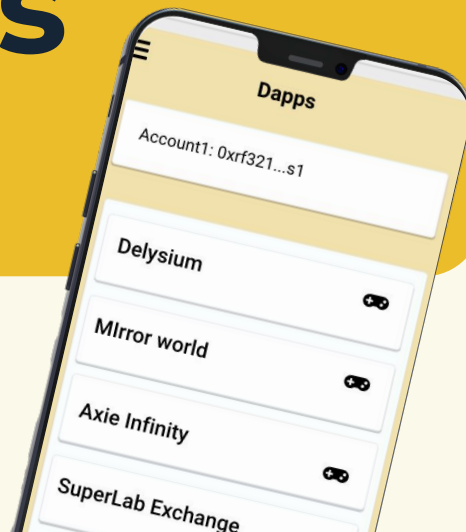 s
Dapps
Account1: 0xrf321...s1
Delysium
MIrror world
Axie Infinity
SuperLab Exchange